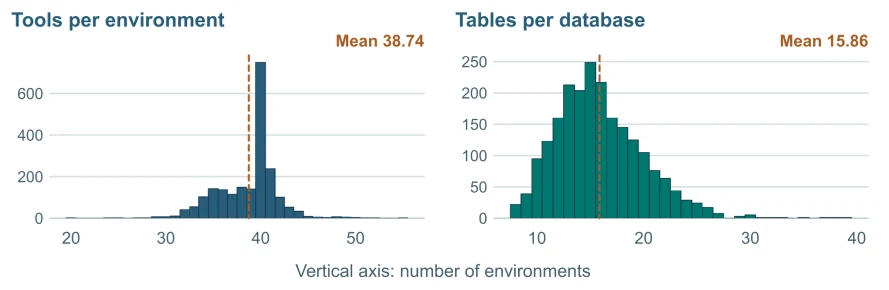 Tools per environment
Mean 38.74
600
400
200
0
20 30 40 50
Tables per database
Mean 15.86
250
200
150
100
50
0
10 20 30 40
Vertical axis: number of environments